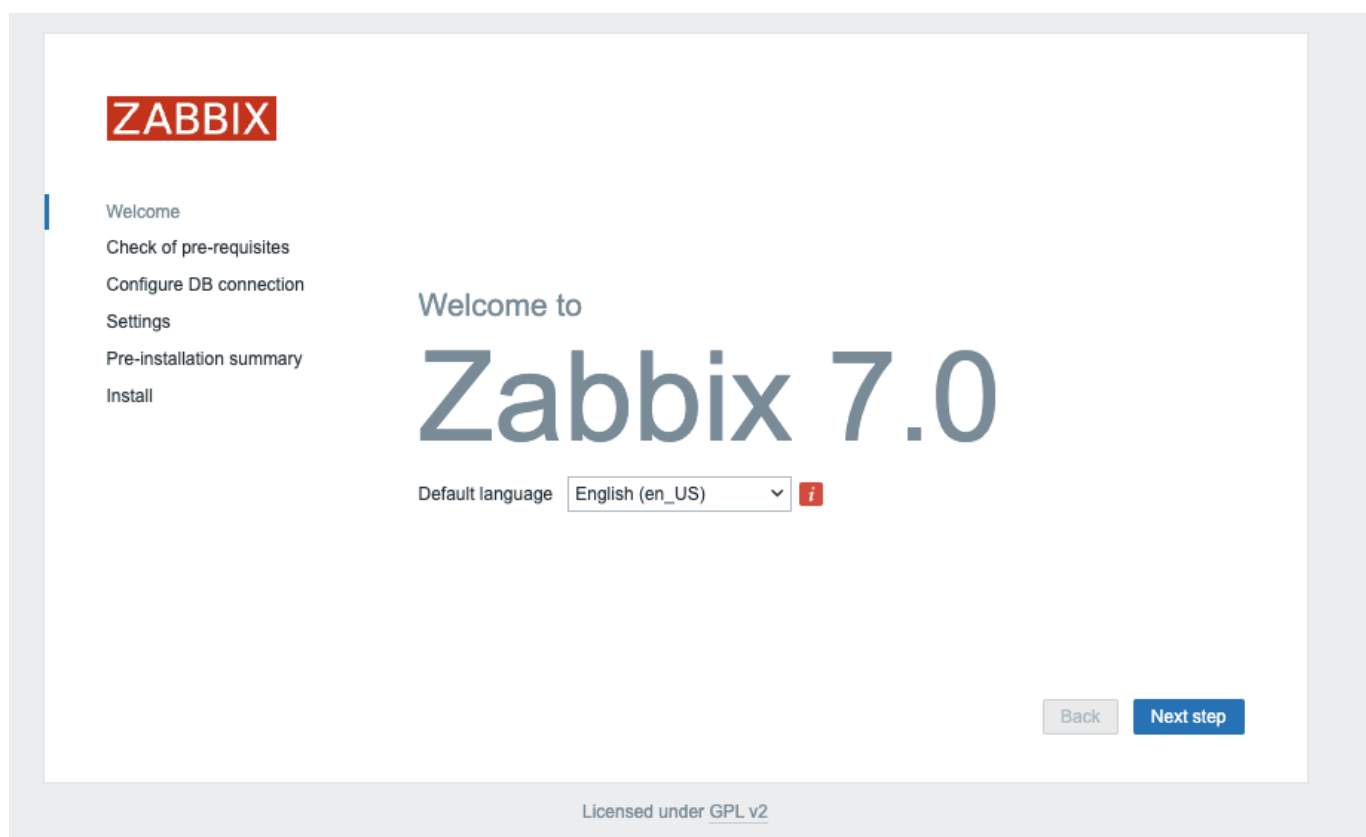 ZABBIX
Welcome
Check of pre-requisites
Configure DB connection
Settings
Pre-installation summary
Install
Welcome to
Zabbix 7.0
Default language English (en_US) i
Back Next step
Licensed under GPL v2